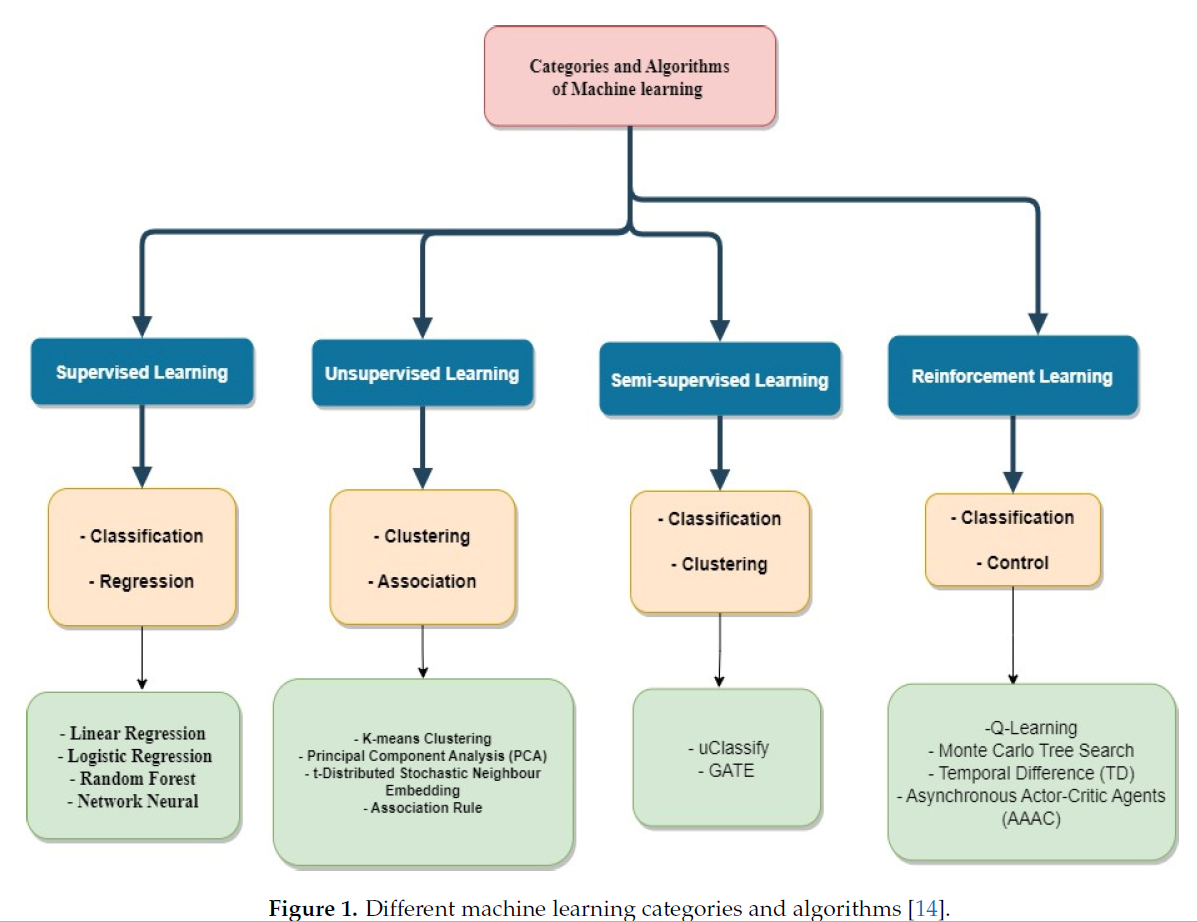 Categories and Algorithms
of Machine learning
Supervised Learning
Unsupervised Learning
Semi-supervised Learning
Reinforcement Learning
- Classification
- Regression
- Clustering
- Association
- Classification
- Clustering
- Classification
- Control
- Linear Regression
- Logistic Regression
- Random Forest
- Network Neural
- K-means Clustering
- Principal Component Analysis (PCA)
- t-Distributed Stochastic Neighbour
Embedding
- Association Rule
- uClassify
- GATE
-Q-Learning
- Monte Carlo Tree Search
- Temporal Difference (TD)
- Asynchronous Actor-Critic Agents
(AAAC)
Figure 1. Different machine learning categories and algorithms [14].